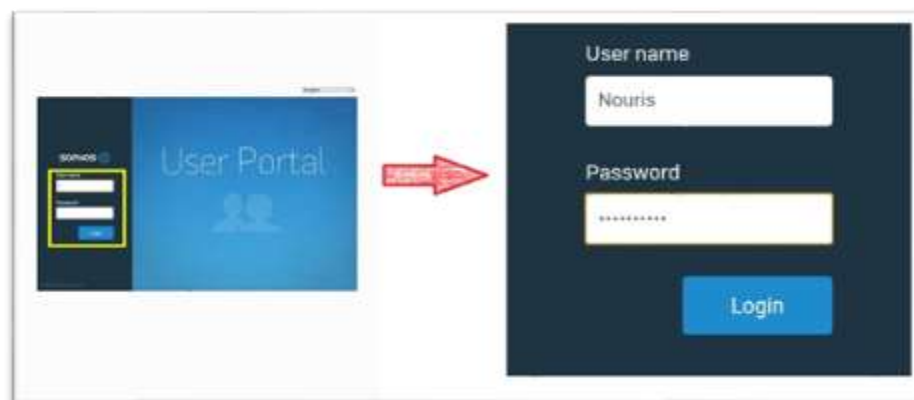 SOPHOS
User Portal
User name
Nouris
Password
••••••••••
Login